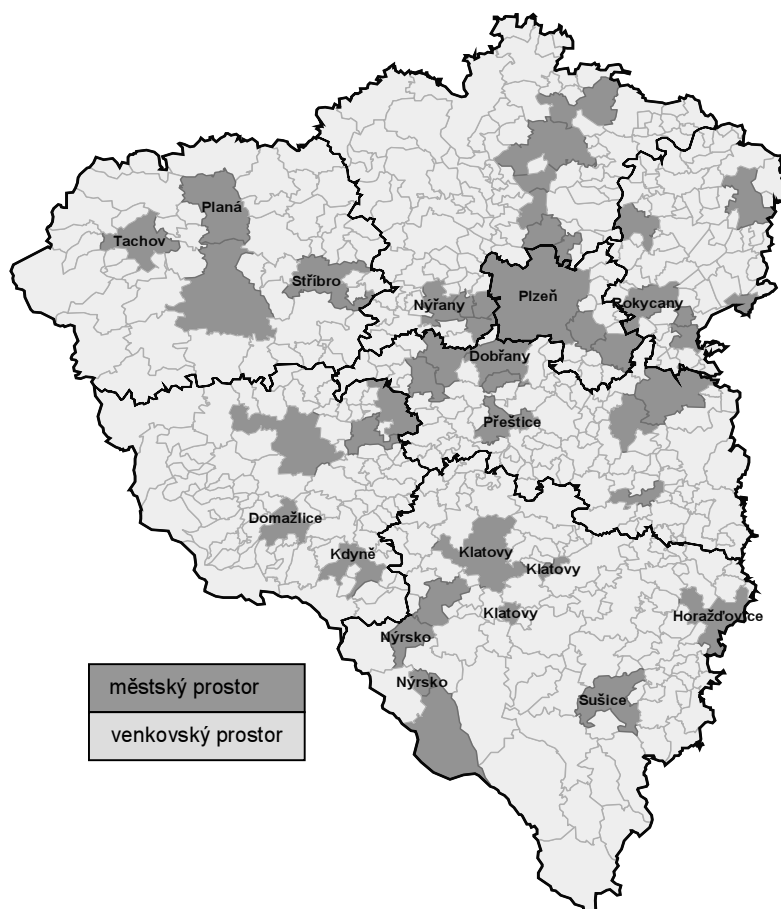 Planá
Tachov
Stříbro
Nýřany
Plzeň
Rokycany
Dobřany
Přeštice
Domažlice
Kdyně
Klatovy
Klatovy
Klatovy
Horažďovice
Nýrsko
Nýrsko
Sušice
městský prostor
venkovský prostor